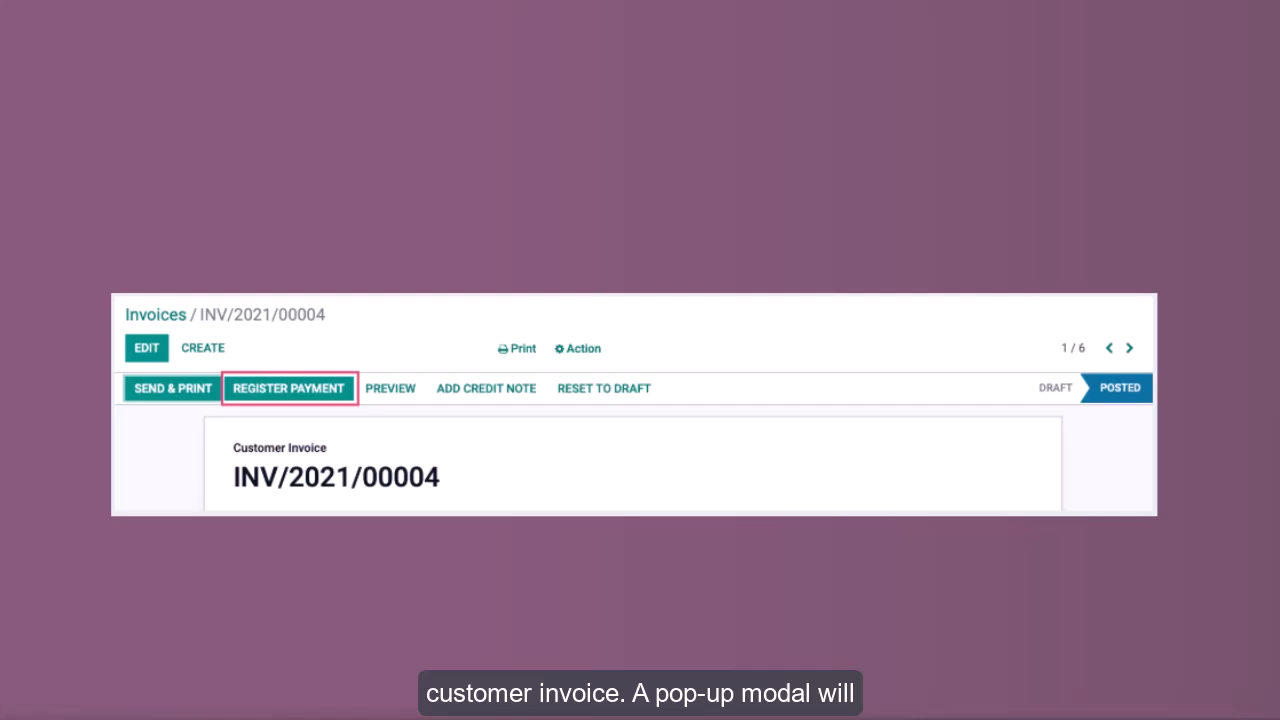 Invoices / INV/2021/00004
EDIT CREATE Print Action 1 / 6
SEND & PRINT REGISTER PAYMENT PREVIEW ADD CREDIT NOTE RESET TO DRAFT DRAFT POSTED
Customer Invoice
INV/2021/00004
customer invoice. A pop-up modal will